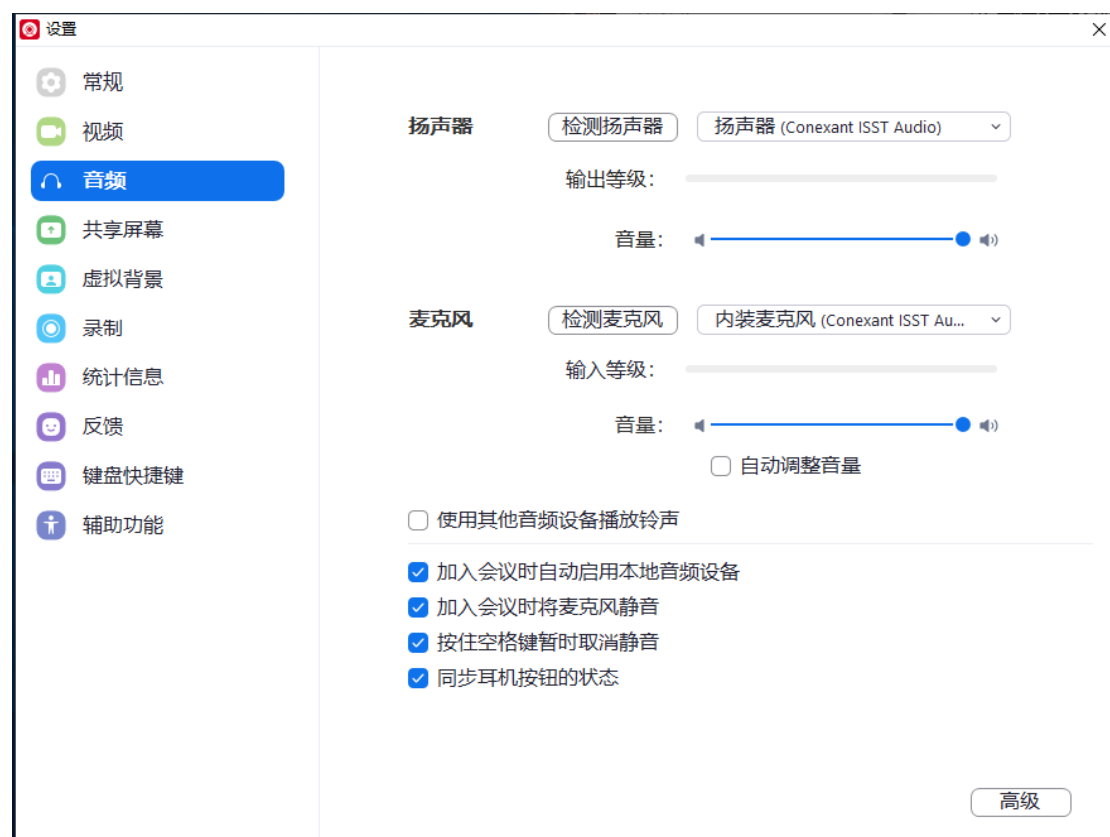 设置
常规
视频
音频
共享屏幕
虚拟背景
录制
统计信息
反馈
键盘快捷键
辅助功能
扬声器 检测扬声器 扬声器 (Conexant ISST Audio)
输出等级:
音量:
麦克风 检测麦克风 内装麦克风 (Conexant ISST Au...
输入等级:
音量:
自动调整音量
使用其他音频设备播放铃声
加入会议时自动启用本地音频设备
加入会议时将麦克风静音
按住空格键暂时取消静音
同步耳机按钮的状态
高级